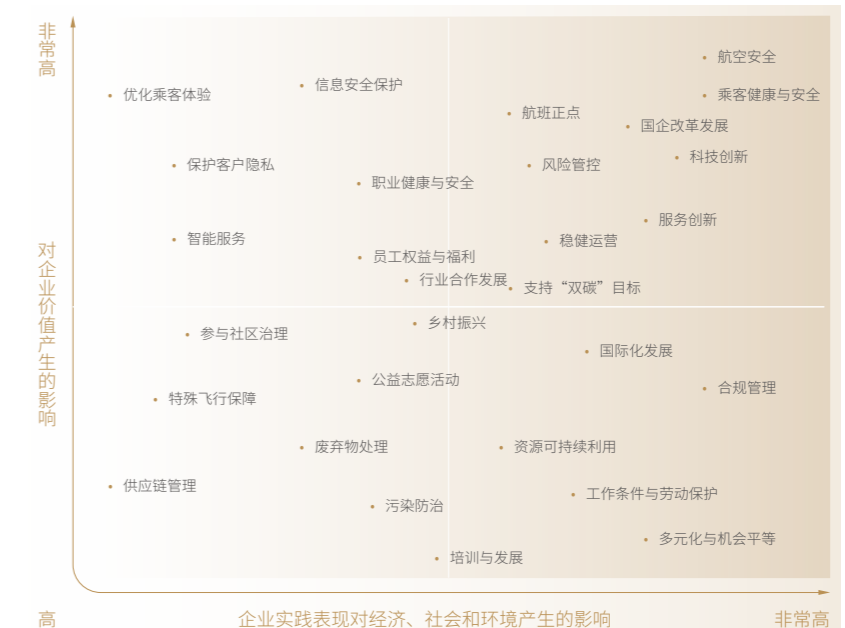 非常高
航空安全
信息安全保护
优化乘客体验
乘客健康与安全
航班正点
国企改革发展
科技创新
保护客户隐私
风险管控
职业健康与安全
服务创新
智能服务
稳健运营
对企业价值产生的影响
员工权益与福利
行业合作发展
支持“双碳”目标
乡村振兴
参与社区治理
国际化发展
公益志愿活动
合规管理
特殊飞行保障
废弃物处理
资源可持续利用
供应链管理
工作条件与劳动保护
污染防治
多元化与机会平等
培训与发展
高
企业实践表现对经济、社会和环境产生的影响
非常高